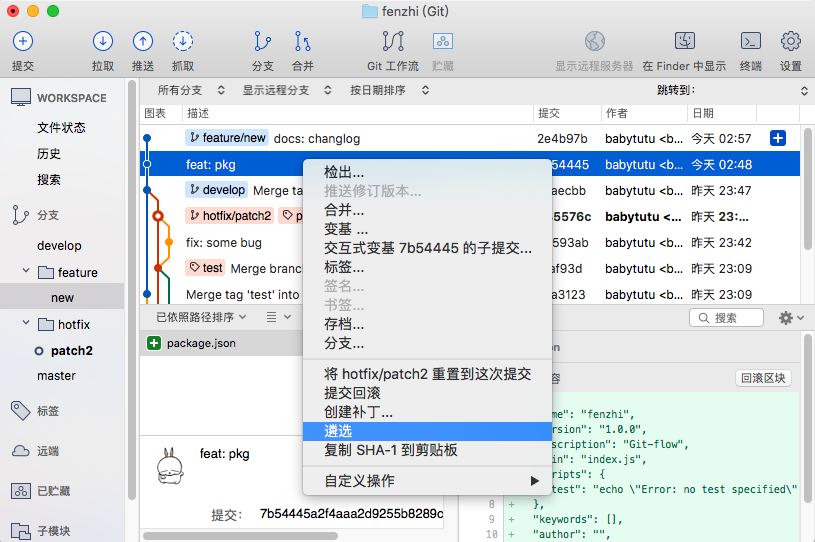 fenzhi (Git)
提交 拉取 推送 抓取 分支 合并 Git 工作流 贮藏 显示远程服务器 在 Finder 中显示 终端 设置
所有分支 显示远程分支 按日期排序 跳转到:
图表 描述 提交 作者 日期
WORKSPACE
文件状态
历史
搜索
分支
develop
feature
new
hotfix
patch2
master
标签
远端
已贮藏
子模块
feature/new docs: changlog 2e4b97b babytutu <b... 今天 02:57
feat: pkg 54445 babytutu <b... 今天 02:48
develop Merge ta aecbb babytutu <b... 昨天 23:47
hotfix/patch2 p 5576c babytutu <... 昨天 23:...
fix: some bug 593ab babytutu <b... 昨天 23:42
test Merge branc af93d babytutu <b... 昨天 23:09
Merge tag 'test' into a3123 babytutu <b... 昨天 23:09
检出...
推送修订版本...
合并...
变基 ...
交互式变基 7b54445 的子提交...
标签...
签名...
书签...
存档...
分支...
将 hotfix/patch2 重置到这次提交
提交回滚
创建补丁...
遴选
复制 SHA-1 到剪贴板
自定义操作
已依照路径排序 搜索
package.json
on
容 回滚区块
feat: pkg
提交: 7b54445a2f4aaa2d9255b8289c
me": "fenzhi",
ersion": "1.0.0",
scription": "Git-flow",
in": "index.js",
ripts": {
test": "echo \"Error: no test specified\"
9 + },
9 + "keywords": [],
10 + "author": "",